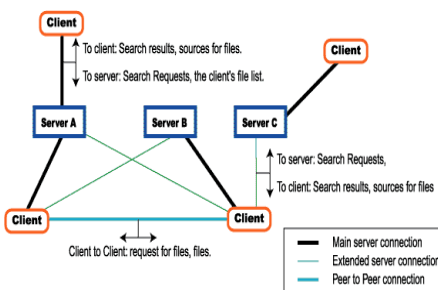 Client
To client: Search results, sources for files.
To server: Search Requests, the client's file list.
Client
Server A
Server B
Server C
To server: Search Requests,
To client: Search results, sources for files
Client
Client
Client to Client: request for files, files.
Main server connection
Extended server connection
Peer to Peer connection